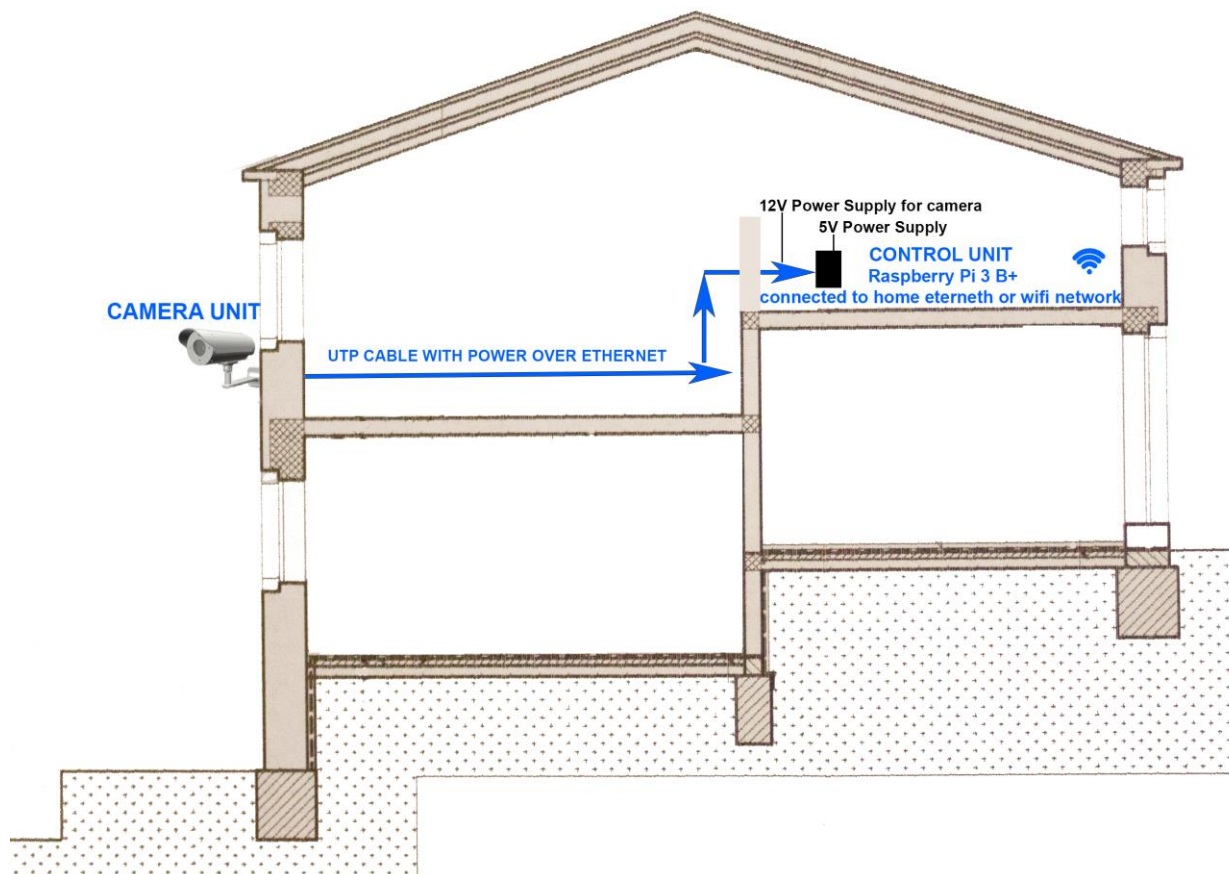 12V Power Supply for camera
5V Power Supply
CONTROL UNIT
Raspberry Pi 3 B+
connected to home eterneth or wifi network
CAMERA UNIT
UTP CABLE WITH POWER OVER ETHERNET